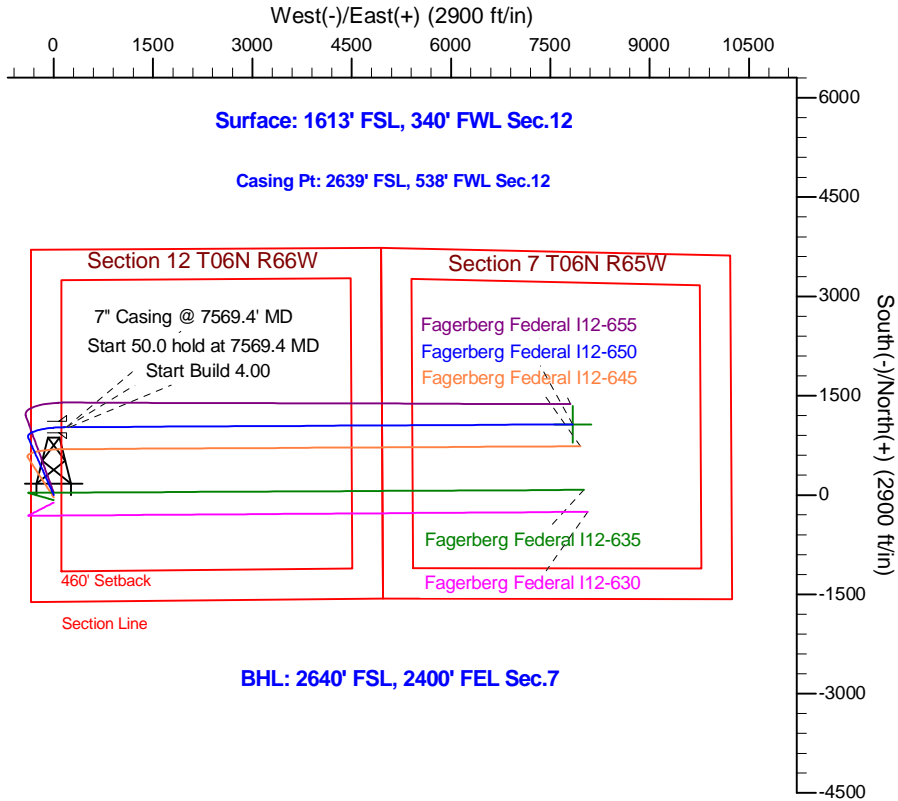 West(-)/East(+) (2900 ft/in)
0 1500 3000 4500 6000 7500 9000 10500
Surface: 1613' FSL, 340' FWL Sec.12
Casing Pt: 2639' FSL, 538' FWL Sec.12
Section 12 T06N R66W
Section 7 T06N R65W
7" Casing @ 7569.4' MD
Start 50.0 hold at 7569.4 MD
Start Build 4.00
Fagerberg Federal I12-655
Fagerberg Federal I12-650
Fagerberg Federal I12-645
Fagerberg Federal I12-635
Fagerberg Federal I12-630
460' Setback
Section Line
BHL: 2640' FSL, 2400' FEL Sec.7
6000
4500
3000
1500
0
-1500
-3000
-4500
South(-)/North(+) (2900 ft/in)